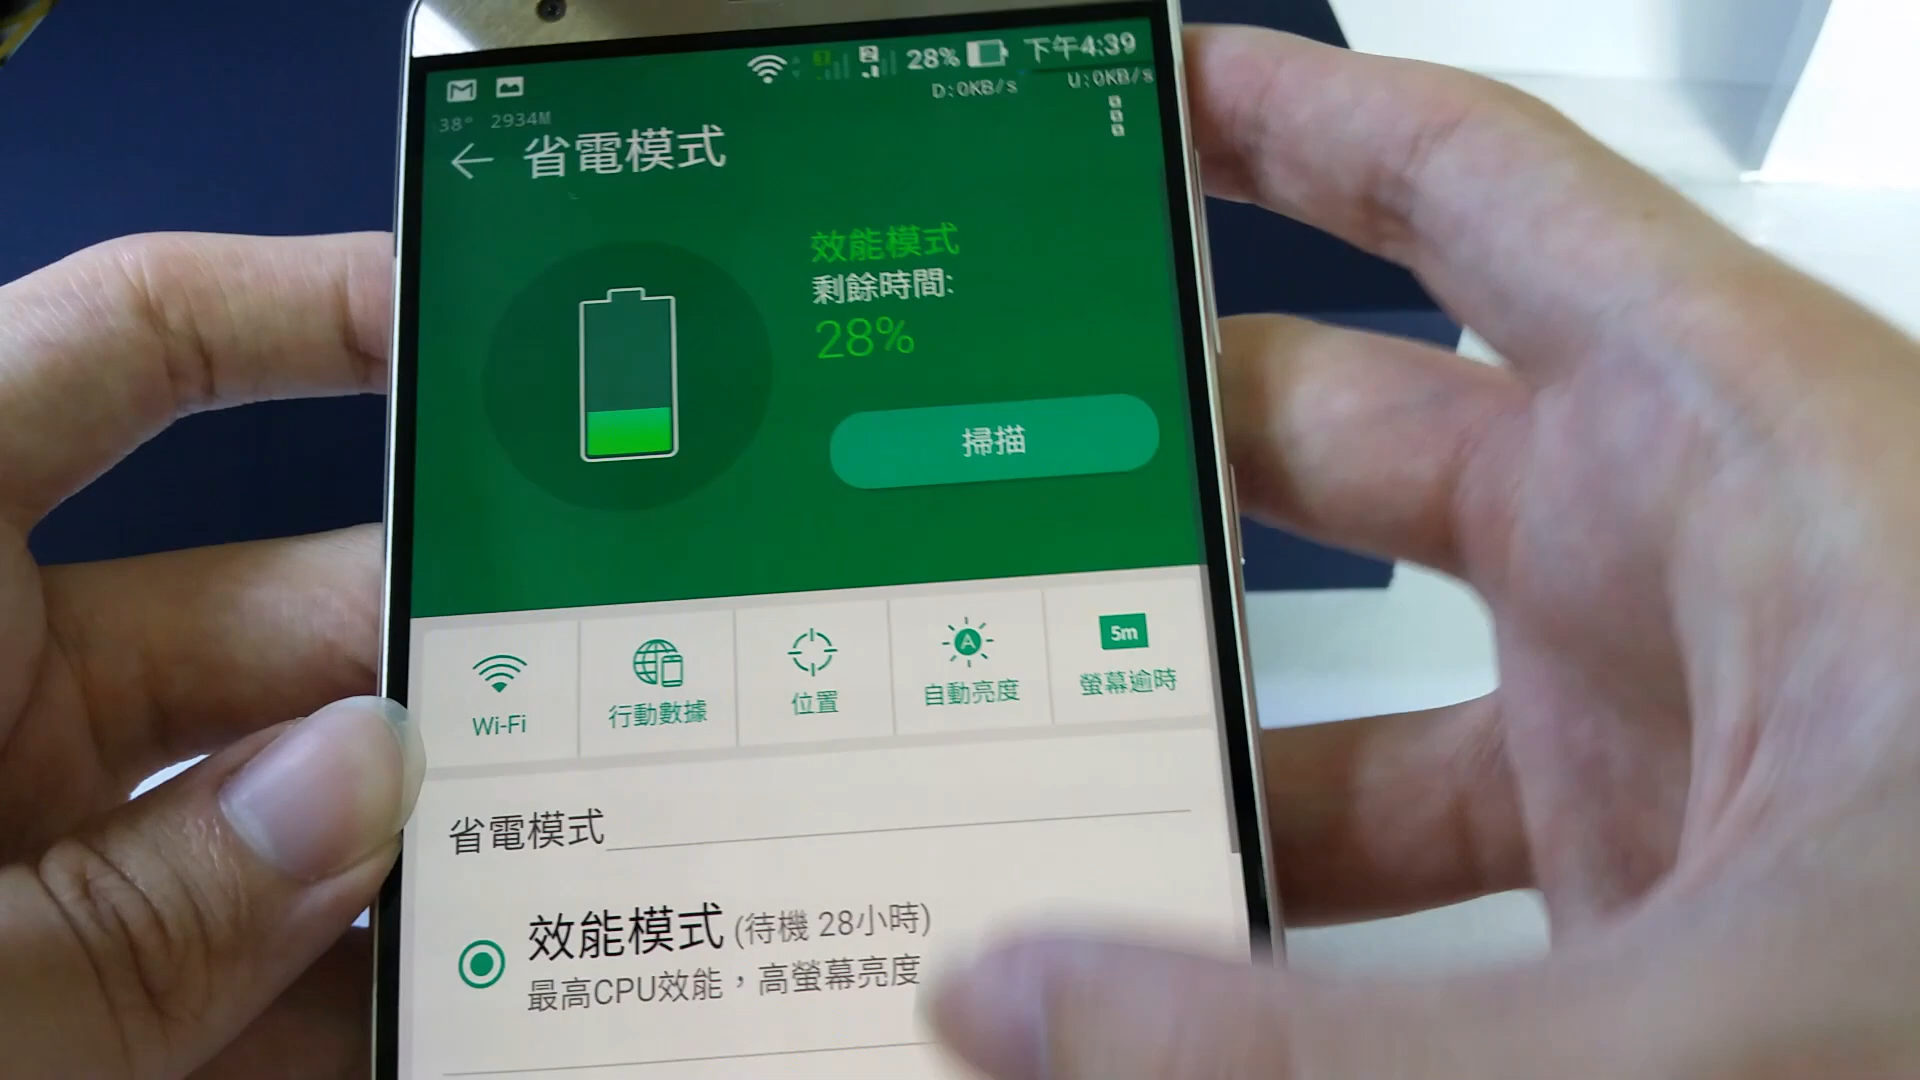 28% 下午4:39
D:0KB/s U:0KB/s
38° 2934M
省電模式
效能模式
剩餘時間:
28%
掃描
Wi-Fi
行動數據
位置
A
自動亮度
5m
螢幕逾時
省電模式
效能模式 (待機 28小時)
最高CPU效能，高螢幕亮度